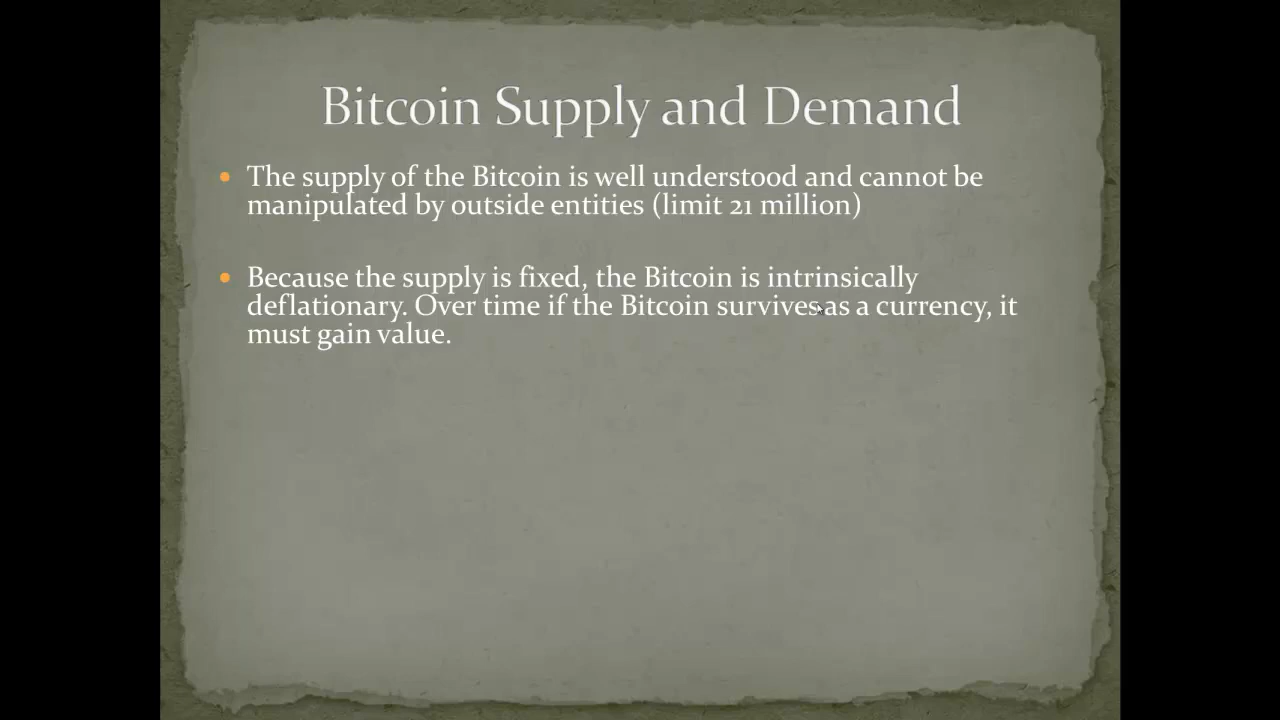 Bitcoin Supply and Demand
• The supply of the Bitcoin is well understood and cannot be
manipulated by outside entities (limit 21 million)
• Because the supply is fixed, the Bitcoin is intrinsically
deflationary. Over time if the Bitcoin survives as a currency, it
must gain value.